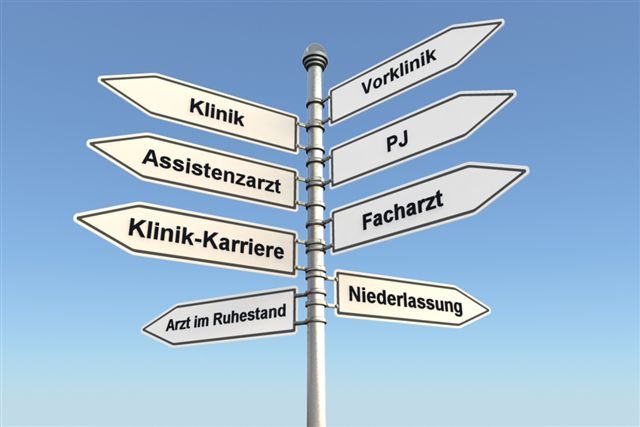 Vorklinik
Klinik
PJ
Assistenzarzt
Facharzt
Klinik-Karriere
Niederlassung
Arzt im Ruhestand